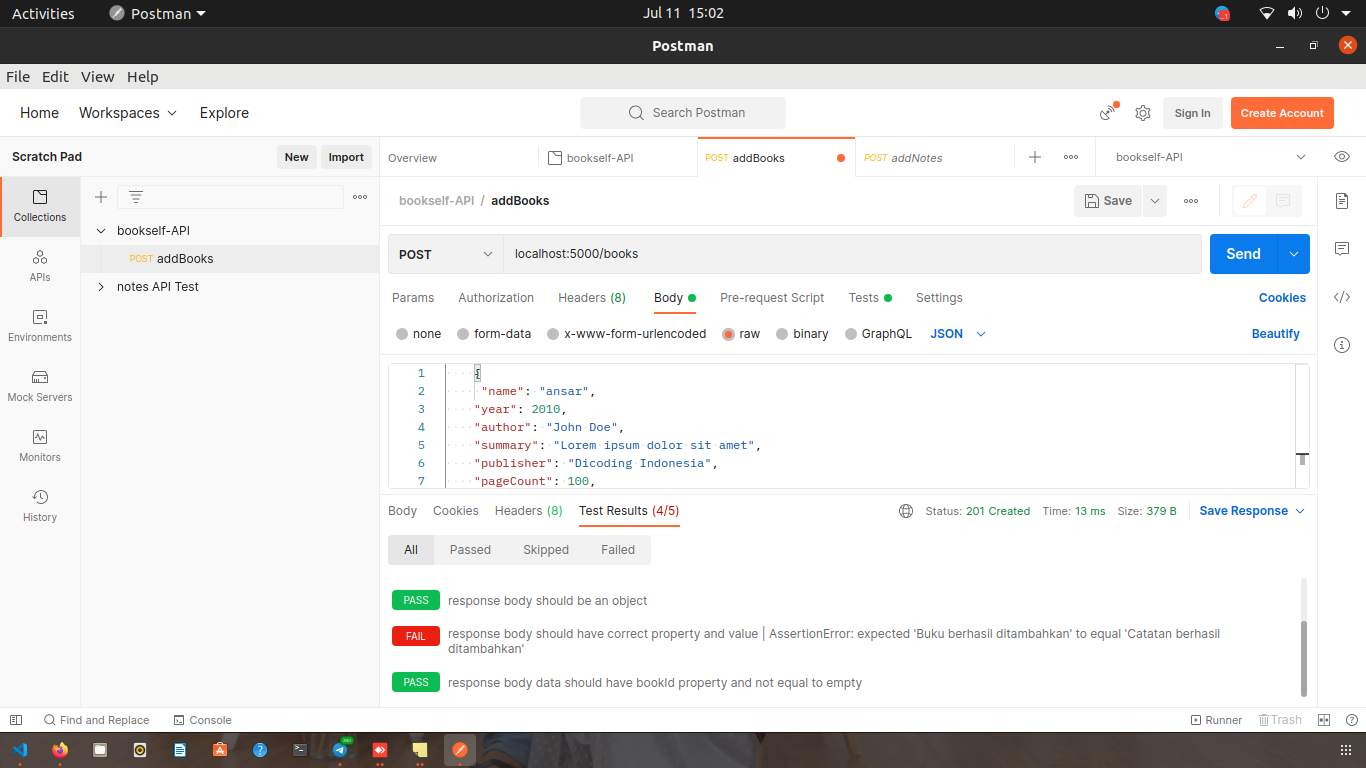 Activities Postman Jul 11 15:02
Postman
File Edit View Help
Home Workspaces Explore Search Postman Sign In Create Account
Scratch Pad New Import Overview bookself-API POST addBooks POST addNotes bookself-API
Collections
APIs
Environments
Mock Servers
Monitors
History
bookself-API
POST addBooks
notes API Test
bookself-API / addBooks Save
POST localhost:5000/books Send
Params Authorization Headers (8) Body Pre-request Script Tests Settings Cookies
none form-data x-www-form-urlencoded raw binary GraphQL JSON Beautify
1 {
2 "name": "ansar",
3 "year": 2010,
4 "author": "John Doe",
5 "summary": "Lorem ipsum dolor sit amet",
6 "publisher": "Dicoding Indonesia",
7 "pageCount": 100,
Body Cookies Headers (8) Test Results (4/5) Status: 201 Created Time: 13 ms Size: 379 B Save Response
All Passed Skipped Failed
PASS response body should be an object
FAIL response body should have correct property and value | AssertionError: expected 'Buku berhasil ditambahkan' to equal 'Catatan berhasil
ditambahkan'
PASS response body data should have bookId property and not equal to empty
Find and Replace Console Runner Trash